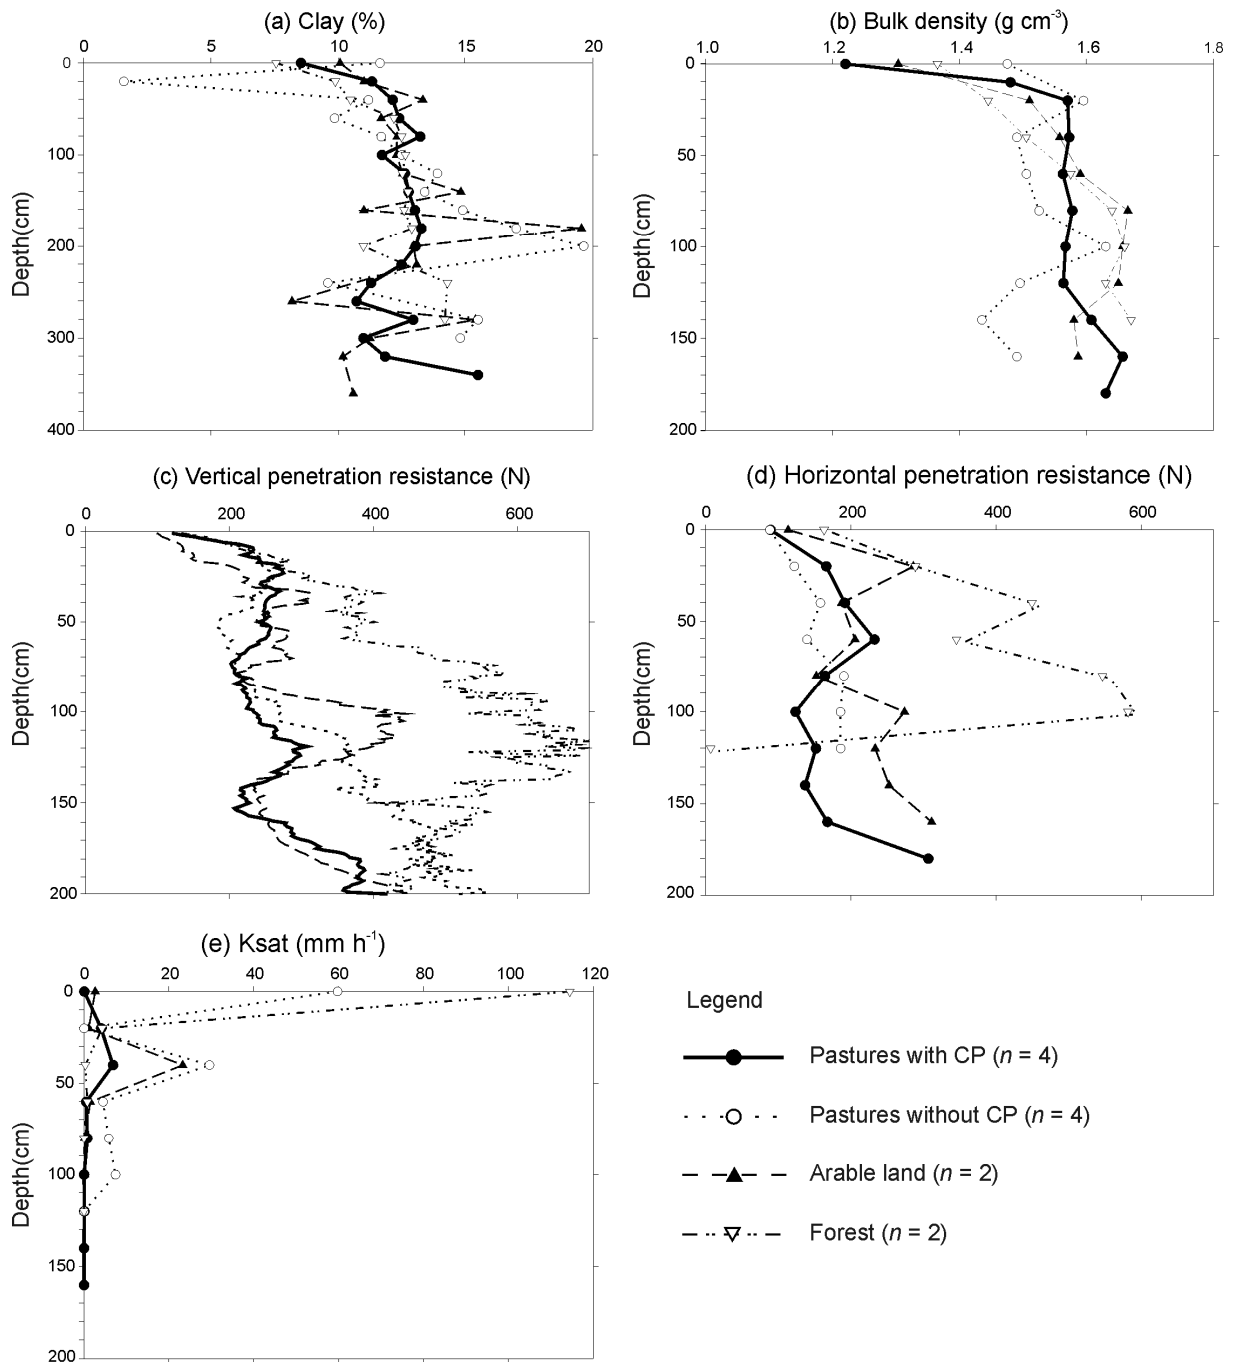 (a) Clay (%)
0 5 10 15 20
0
100
200
300
400
Depth(cm)
(b) Bulk density (g cm-3)
1.0 1.2 1.4 1.6 1.8
0
50
100
150
200
Depth(cm)
(c) Vertical penetration resistance (N)
0 200 400 600
0
50
100
150
200
Depth(cm)
(d) Horizontal penetration resistance (N)
0 200 400 600
0
50
100
150
200
Depth(cm)
(e) Ksat (mm h-1)
0 20 40 60 80 100 120
0
50
100
150
200
Depth(cm)
Legend
Pastures with CP (n = 4)
Pastures without CP (n = 4)
Arable land (n = 2)
Forest (n = 2)